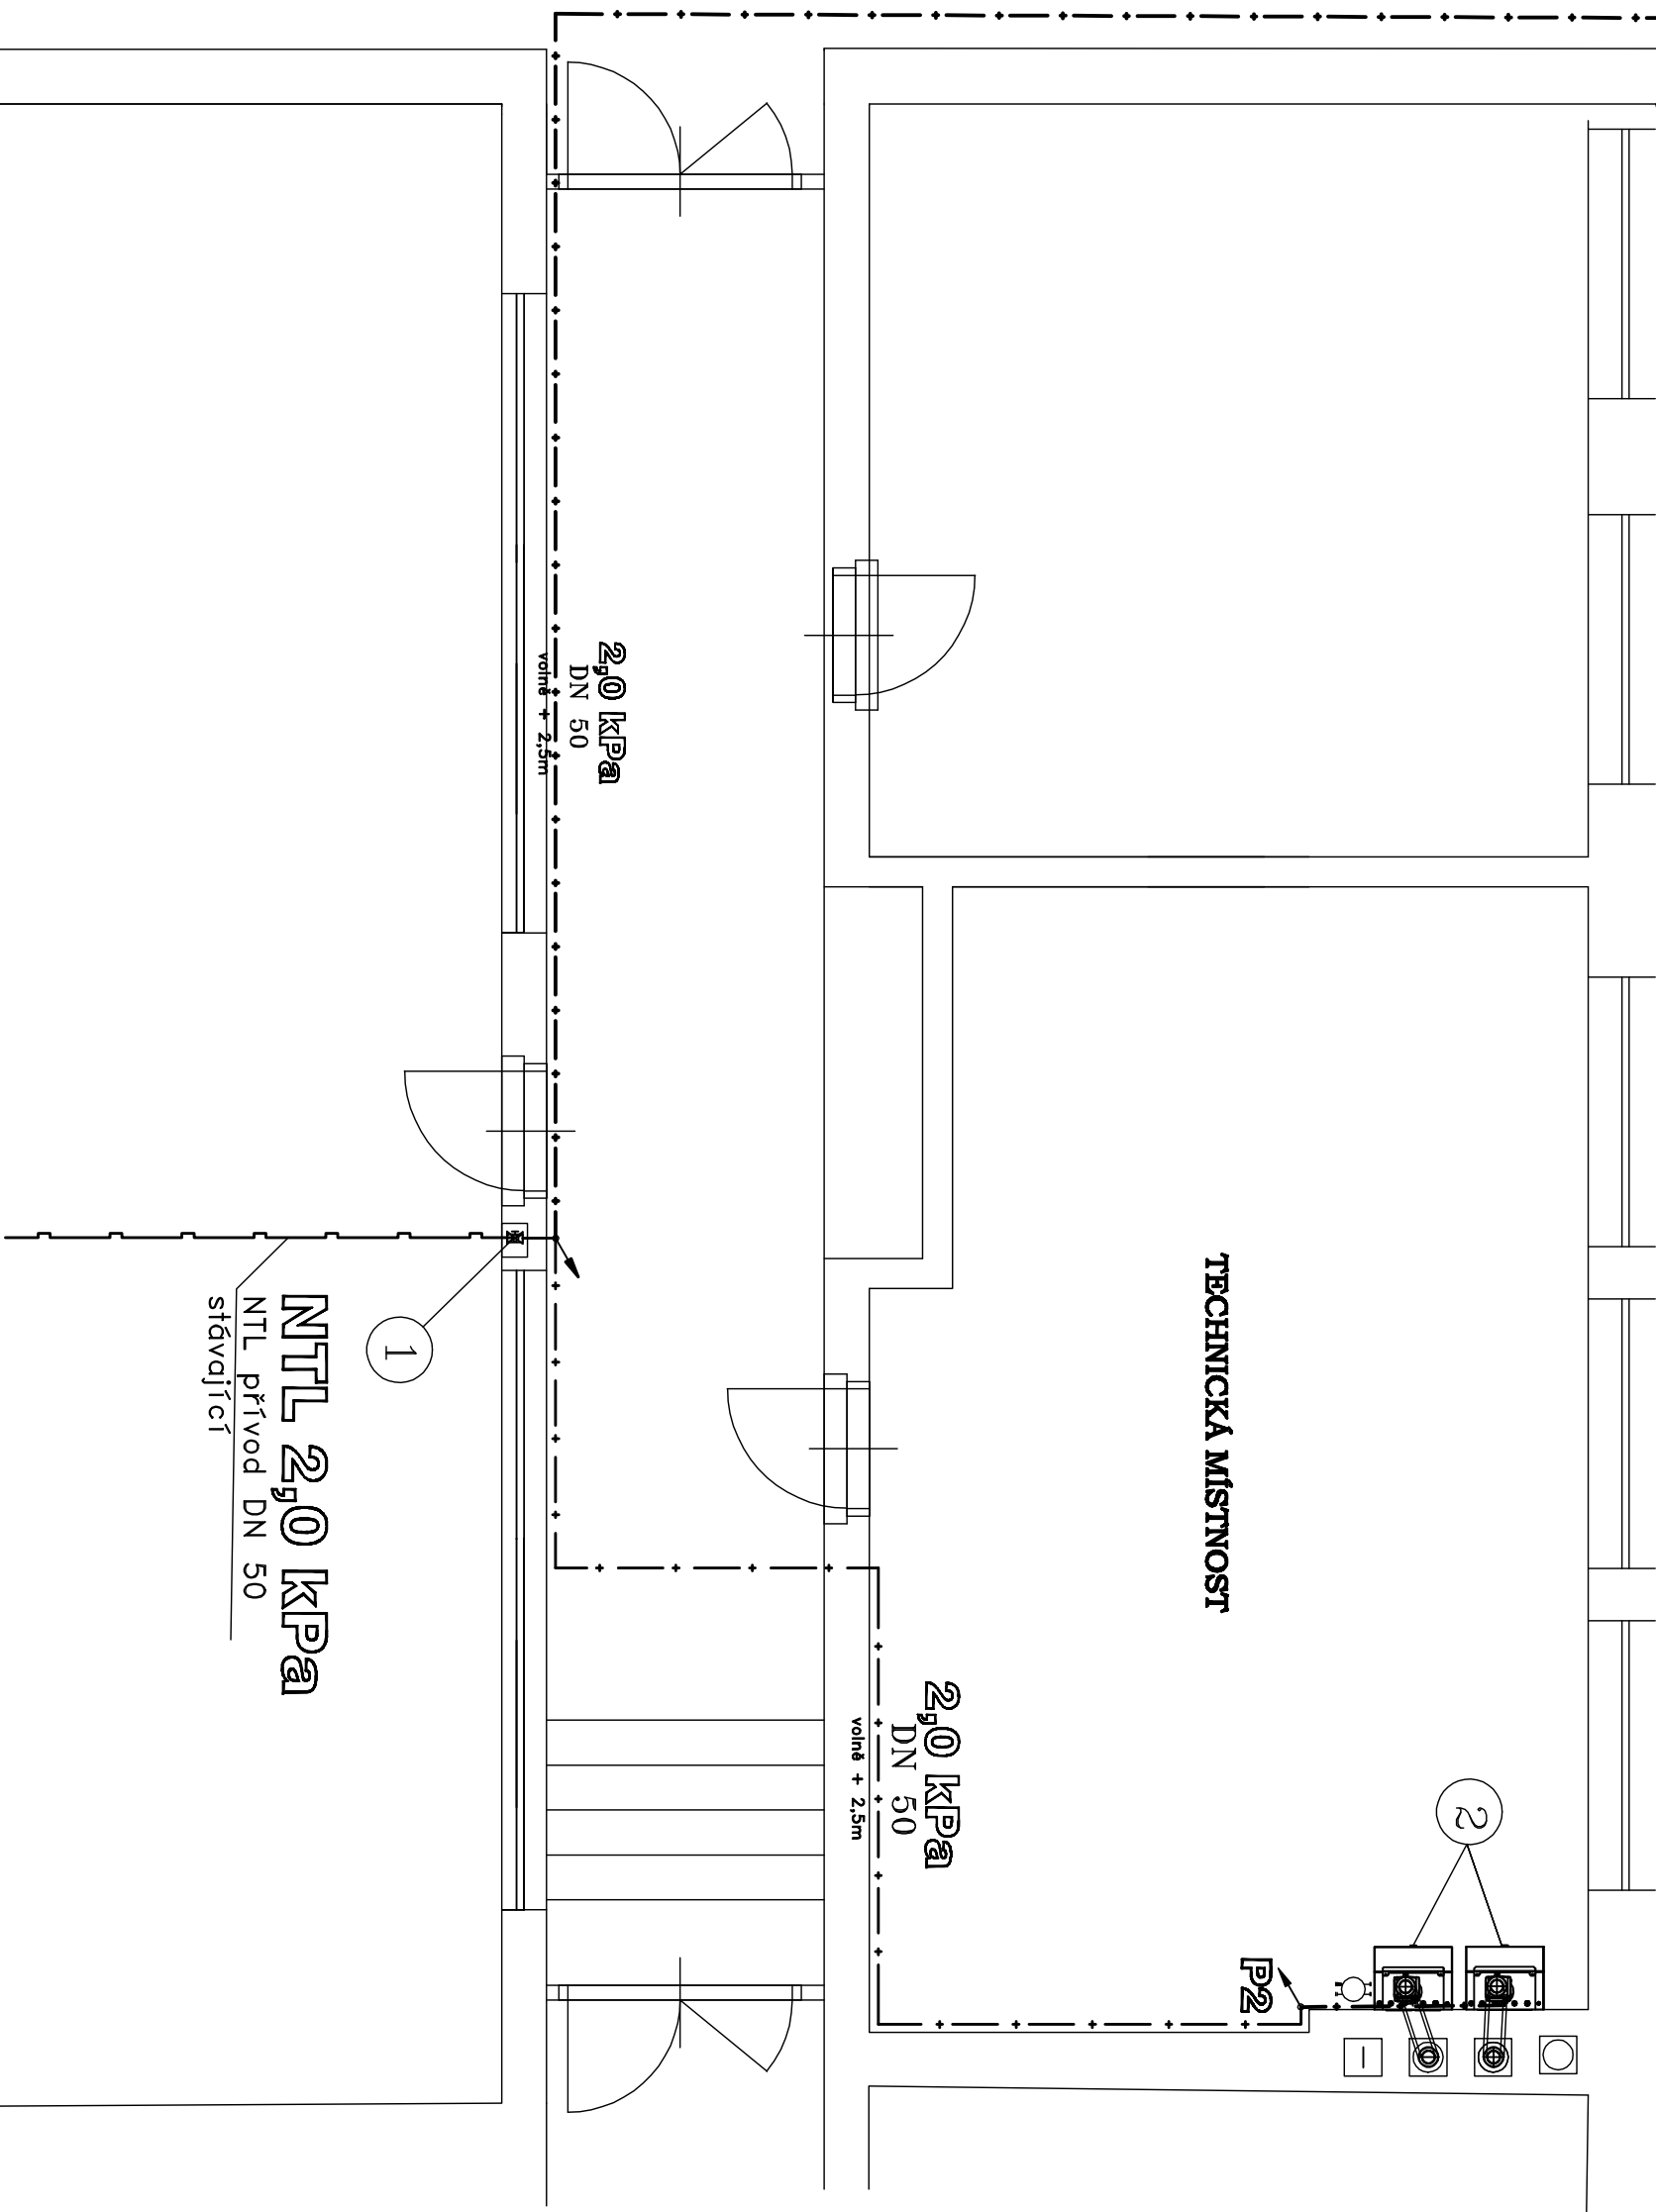 TECHNICKÁ MÍSTNOST
2
P2
2,0 kPa
DN 50
volně + 2,5m
2,0 kPa
DN 50
volně + 2,5m
1
NTL 2,0 kPa
NTL přívod DN 50
stávající